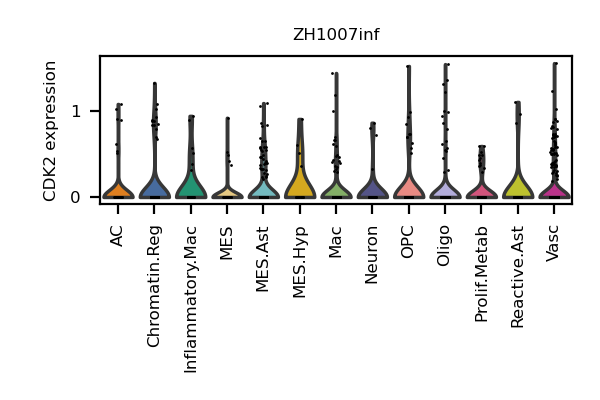 ZH1007inf
CDK2 expression
1
0
AC
Chromatin.Reg
Inflammatory.Mac
MES
MES.Ast
MES.Hyp
Mac
Neuron
OPC
Oligo
Prolif.Metab
Reactive.Ast
Vasc